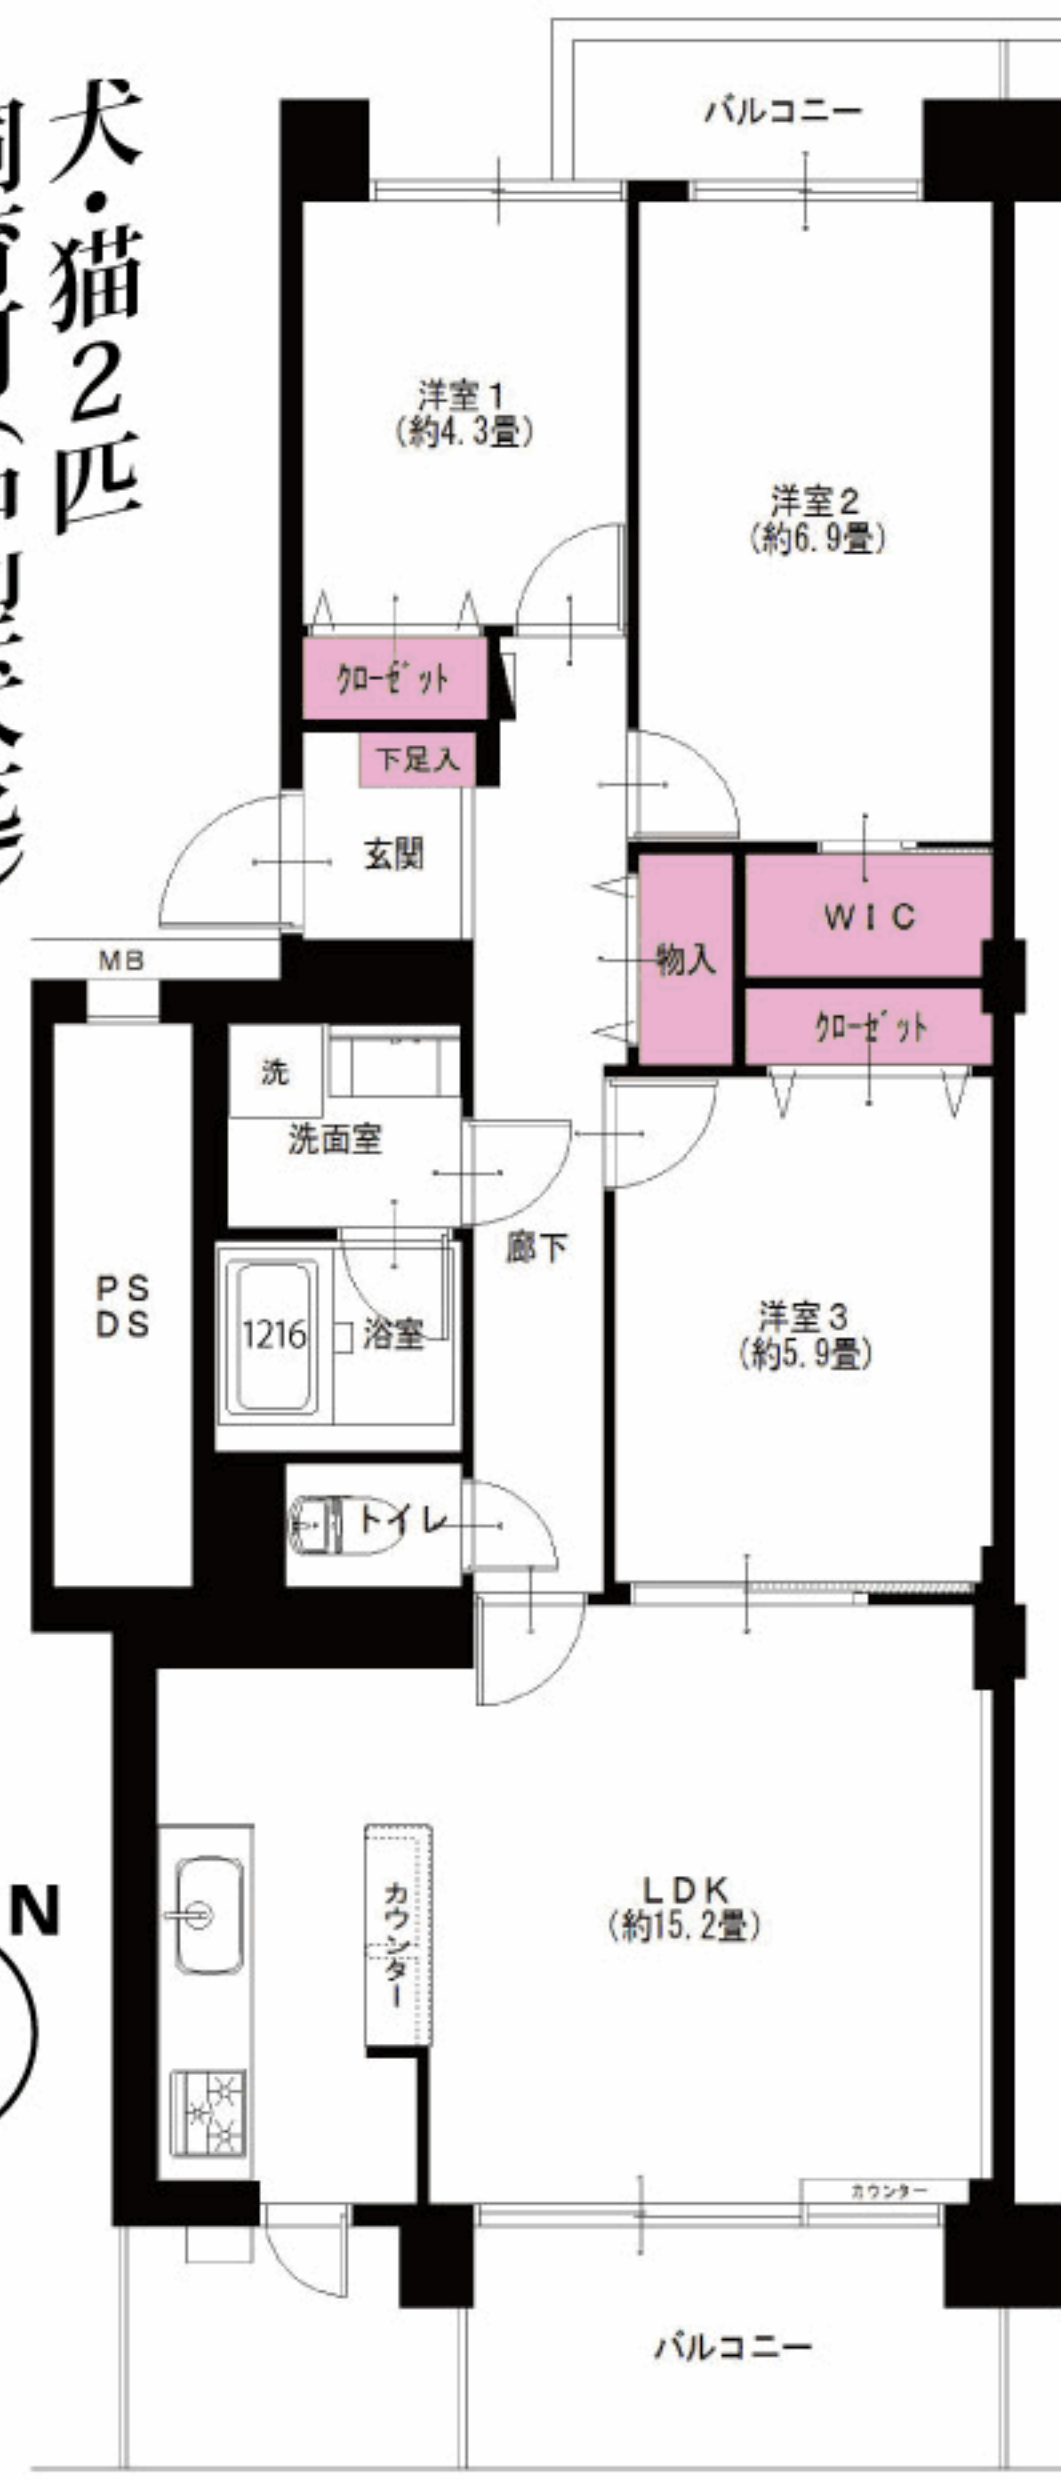 犬・猫2匹
バルコニー
洋室1
(約4.3畳)
洋室2
(約6.9畳)
クローゼット
下足入
玄関
物入
WIC
クローゼット
MB
洗
洗面室
廊下
PS
DS
1216
浴室
洋室3
(約5.9畳)
トイレ
N
カウンター
LDK
(約15.2畳)
カウンター
バルコニー